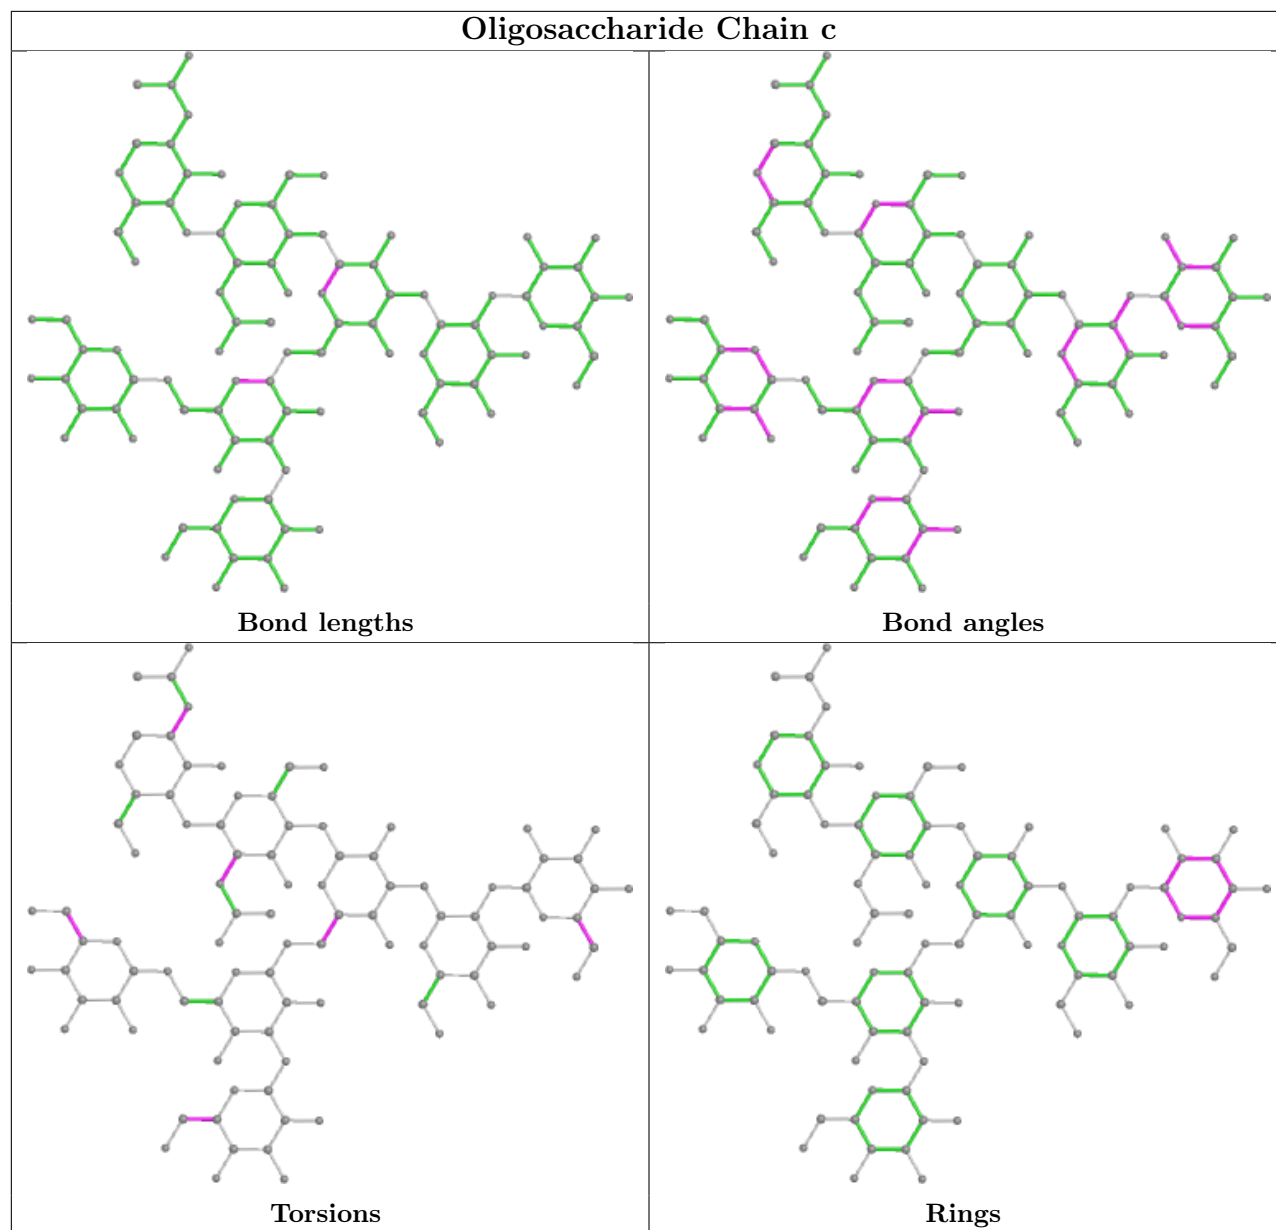 Oligosaccharide Chain c
Bond lengths
Bond angles
Torsions
Rings